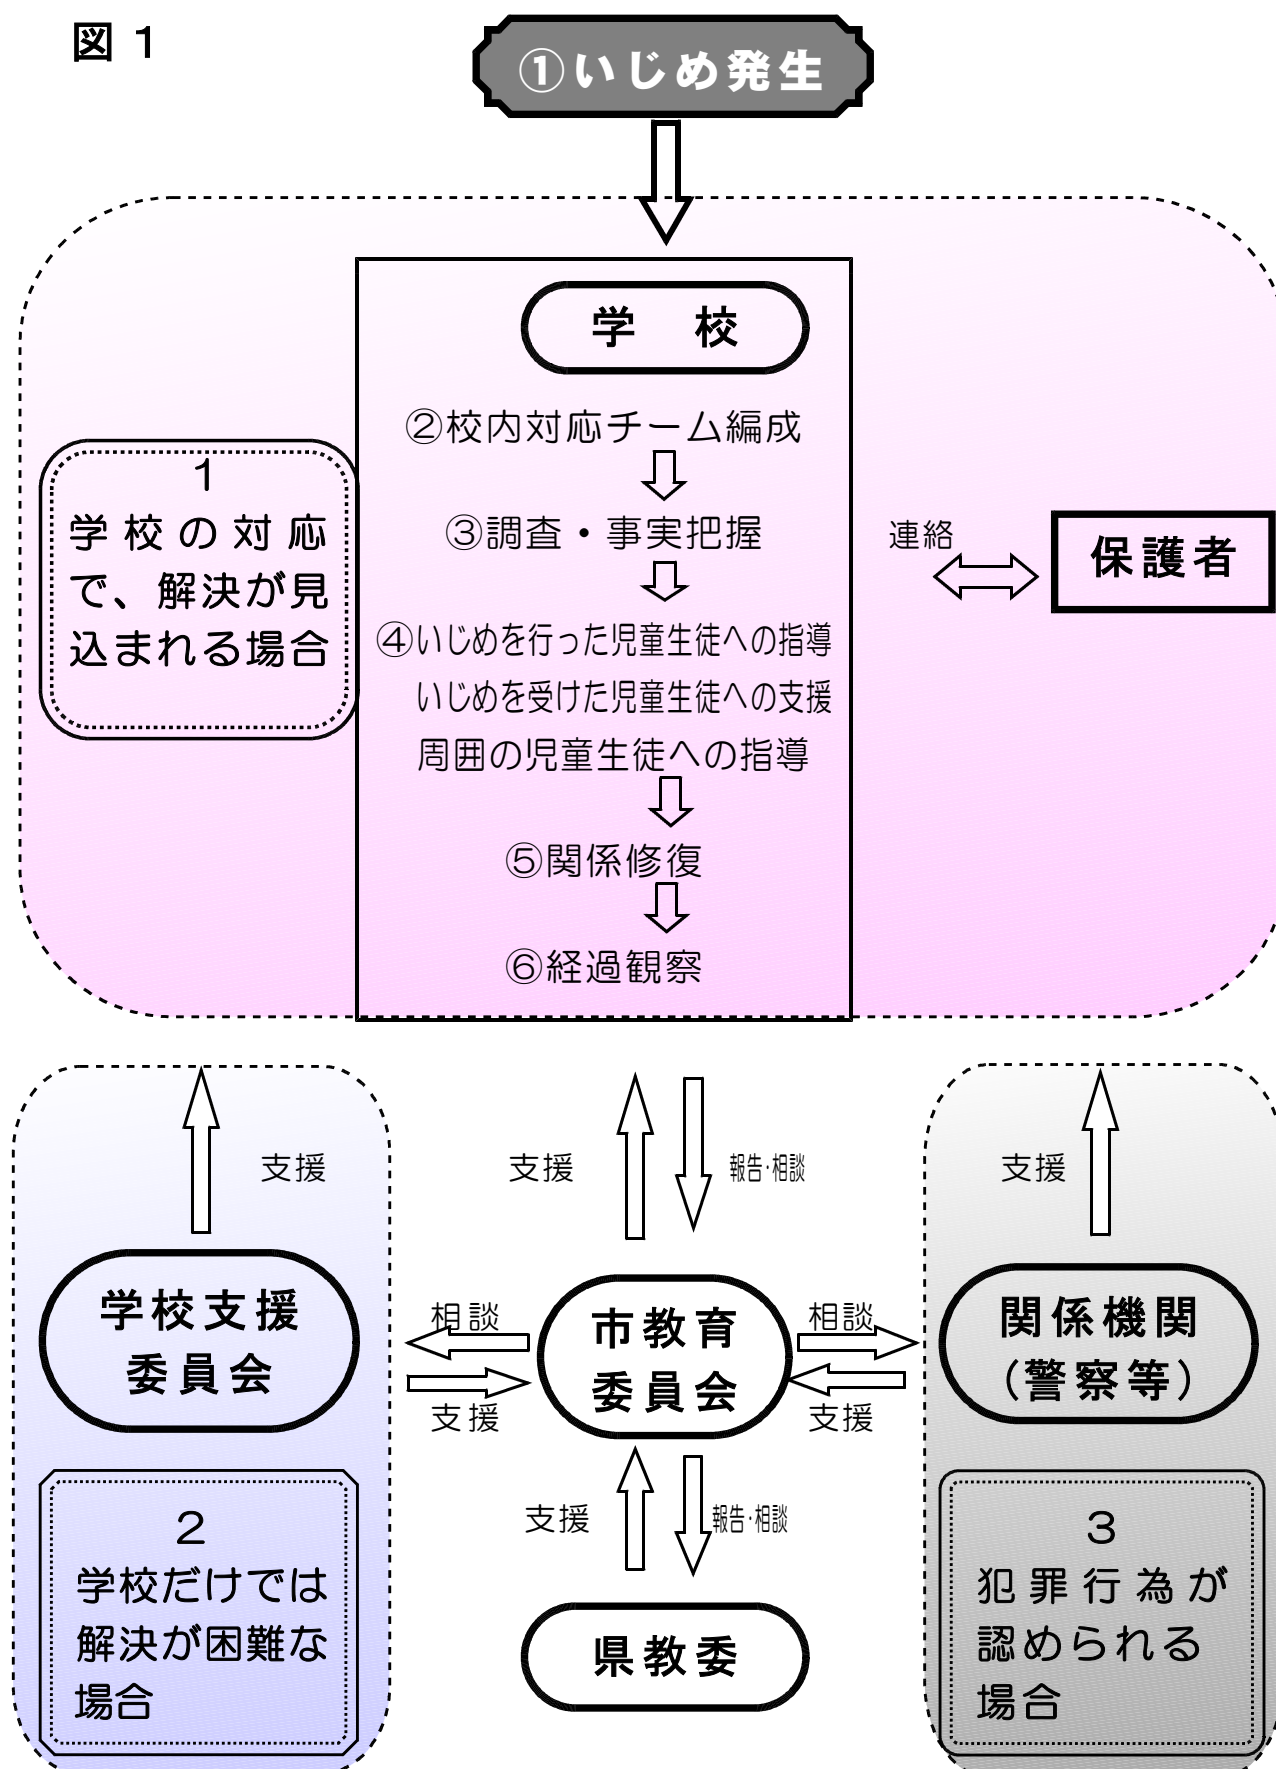 図 1
①いじめ発生
学 校
②校内対応チーム編成
③調査・事実把握
④いじめを行った児童生徒への指導
いじめを受けた児童生徒への支援
周囲の児童生徒への指導
⑤関係修復
⑥経過観察
1
学校の対応
で、解決が見
込まれる場合
連絡
保護者
支援
支援
報告・相談
支援
学校支援
委員会
相談
支援
市教育
委員会
相談
支援
関係機関
(警察等)
支援
報告・相談
県教委
2
学校だけでは
解決が困難な
場合
3
犯罪行為が
認められる
場合